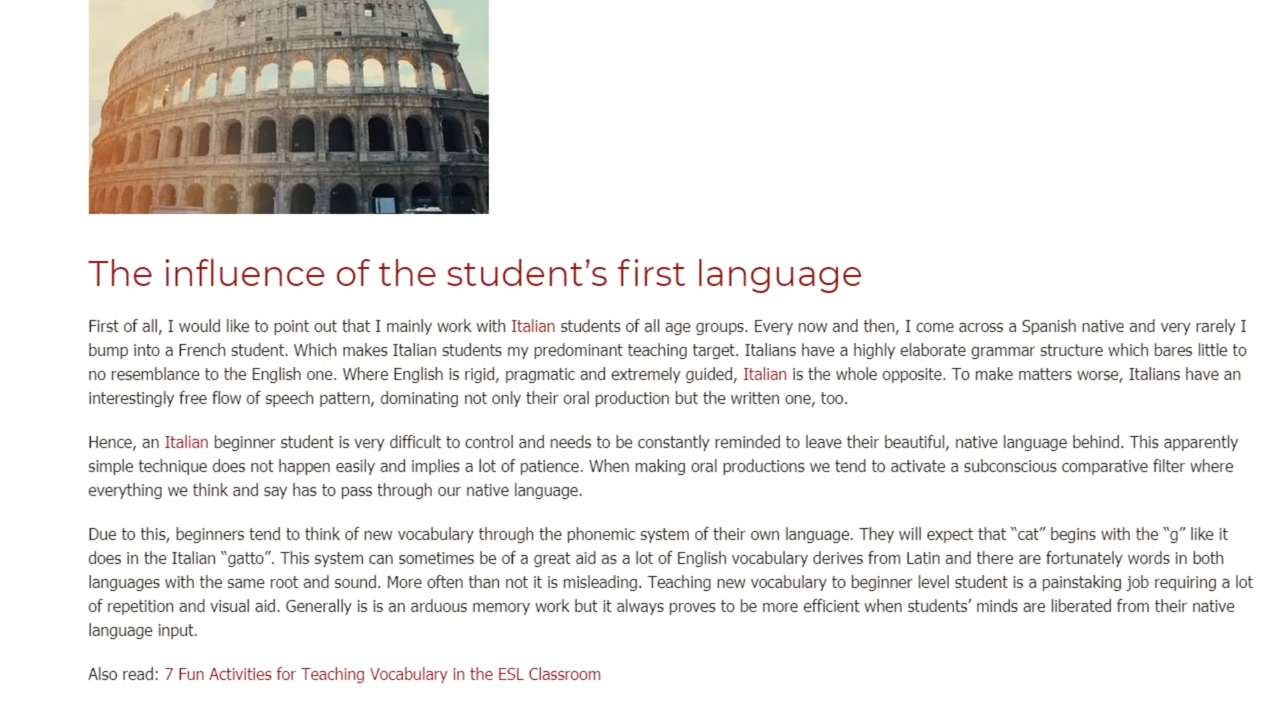 The influence of the student’s first language
First of all, I would like to point out that I mainly work with Italian students of all age groups. Every now and then, I come across a Spanish native and very rarely I
bump into a French student. Which makes Italian students my predominant teaching target. Italians have a highly elaborate grammar structure which bares little to
no resemblance to the English one. Where English is rigid, pragmatic and extremely guided, Italian is the whole opposite. To make matters worse, Italians have an
interestingly free flow of speech pattern, dominating not only their oral production but the written one, too.
Hence, an Italian beginner student is very difficult to control and needs to be constantly reminded to leave their beautiful, native language behind. This apparently
simple technique does not happen easily and implies a lot of patience. When making oral productions we tend to activate a subconscious comparative filter where
everything we think and say has to pass through our native language.
Due to this, beginners tend to think of new vocabulary through the phonemic system of their own language. They will expect that “cat” begins with the “g” like it
does in the Italian “gatto”. This system can sometimes be of a great aid as a lot of English vocabulary derives from Latin and there are fortunately words in both
languages with the same root and sound. More often than not it is misleading. Teaching new vocabulary to beginner level student is a painstaking job requiring a lot
of repetition and visual aid. Generally is is an arduous memory work but it always proves to be more efficient when students’ minds are liberated from their native
language input.
Also read: 7 Fun Activities for Teaching Vocabulary in the ESL Classroom